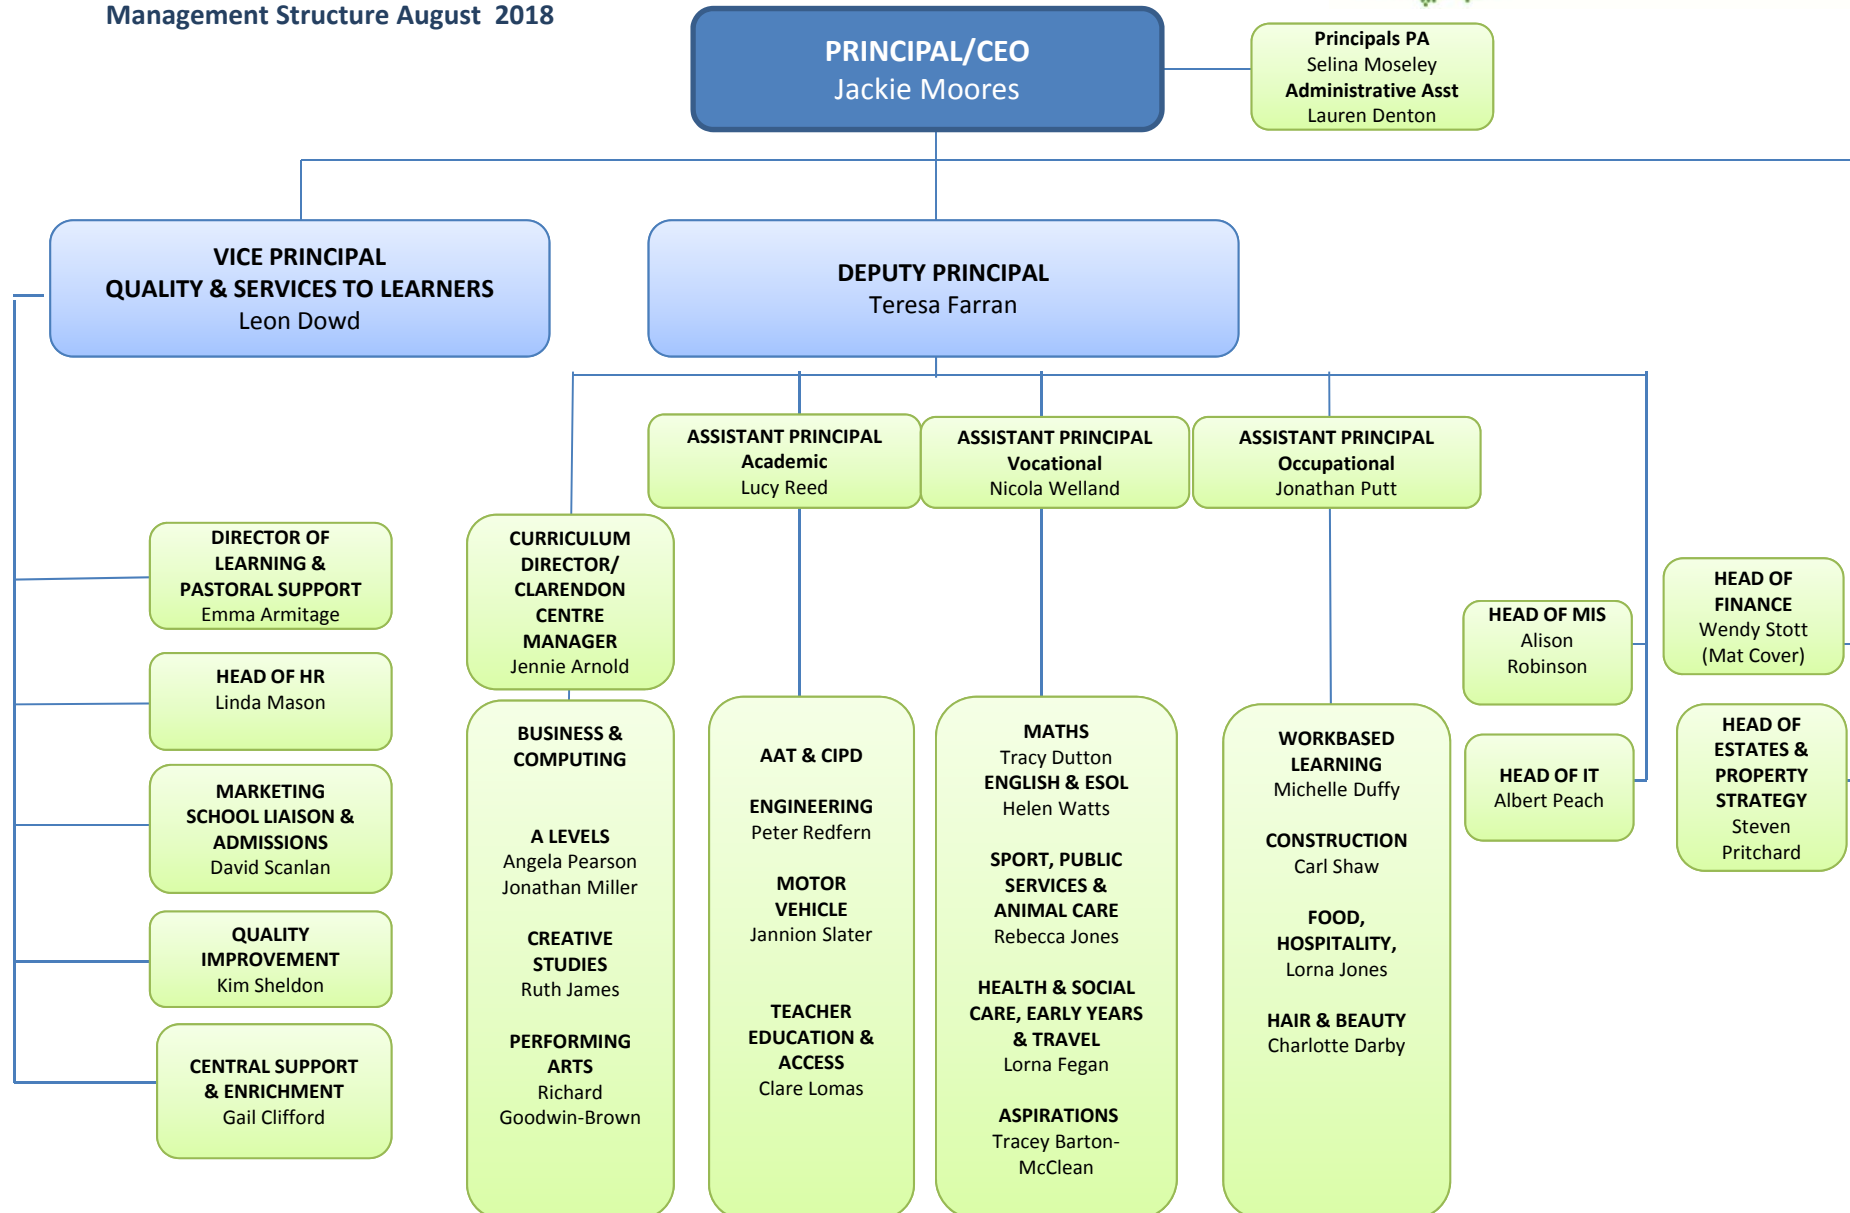 Management Structure August 2018
PRINCIPAL/CEO
Jackie Moores
Principals PA
Selina Moseley
Administrative Asst
Lauren Denton
VICE PRINCIPAL
QUALITY & SERVICES TO LEARNERS
Leon Dowd
DEPUTY PRINCIPAL
Teresa Farran
ASSISTANT PRINCIPAL
Academic
Lucy Reed
ASSISTANT PRINCIPAL
Vocational
Nicola Welland
ASSISTANT PRINCIPAL
Occupational
Jonathan Putt
DIRECTOR OF
LEARNING &
PASTORAL SUPPORT
Emma Armitage
HEAD OF HR
Linda Mason
MARKETING
SCHOOL LIAISON &
ADMISSIONS
David Scanlan
QUALITY
IMPROVEMENT
Kim Sheldon
CENTRAL SUPPORT
& ENRICHMENT
Gail Clifford
CURRICULUM
DIRECTOR/
CLARENDON
CENTRE
MANAGER
Jennie Arnold
BUSINESS &
COMPUTING
A LEVELS
Angela Pearson
Jonathan Miller
CREATIVE
STUDIES
Ruth James
PERFORMING
ARTS
Richard
Goodwin-Brown
AAT & CIPD
ENGINEERING
Peter Redfern
MOTOR
VEHICLE
Jannion Slater
TEACHER
EDUCATION &
ACCESS
Clare Lomas
MATHS
Tracy Dutton
ENGLISH & ESOL
Helen Watts
SPORT, PUBLIC
SERVICES &
ANIMAL CARE
Rebecca Jones
HEALTH & SOCIAL
CARE, EARLY YEARS
& TRAVEL
Lorna Fegan
ASPIRATIONS
Tracey Barton-
McClean
WORKBASED
LEARNING
Michelle Duffy
CONSTRUCTION
Carl Shaw
FOOD,
HOSPITALITY,
Lorna Jones
HAIR & BEAUTY
Charlotte Darby
HEAD OF MIS
Alison
Robinson
HEAD OF IT
Albert Peach
HEAD OF
FINANCE
Wendy Stott
(Mat Cover)
HEAD OF
ESTATES &
PROPERTY
STRATEGY
Steven
Pritchard